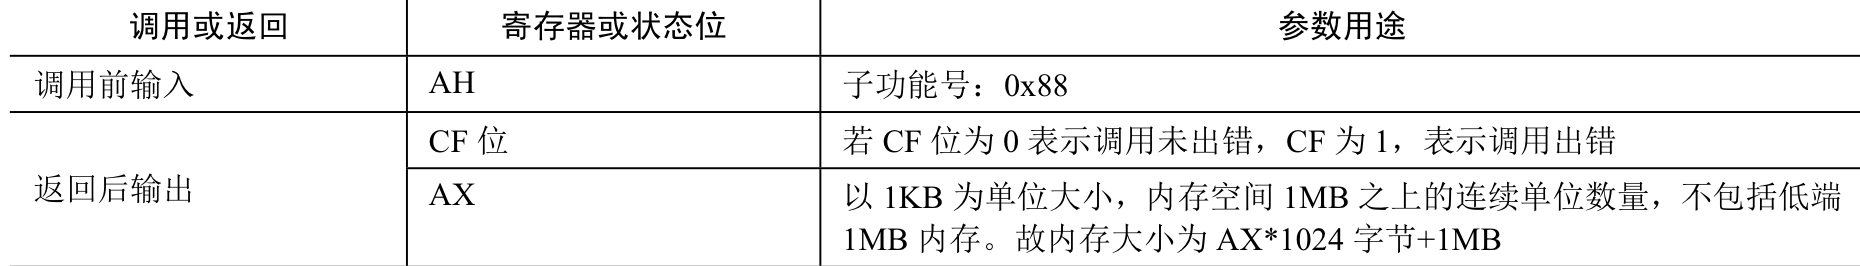 调用或返回 寄存器或状态位 参数用途
调用前输入 AH 子功能号：0x88
返回后输出
CF 位 若 CF 位为 0 表示调用未出错，CF 为 1，表示调用出错
AX 以 1KB 为单位大小，内存空间 1MB 之上的连续单位数量，不包括低端
1MB 内存。故内存大小为 AX*1024 字节+1MB